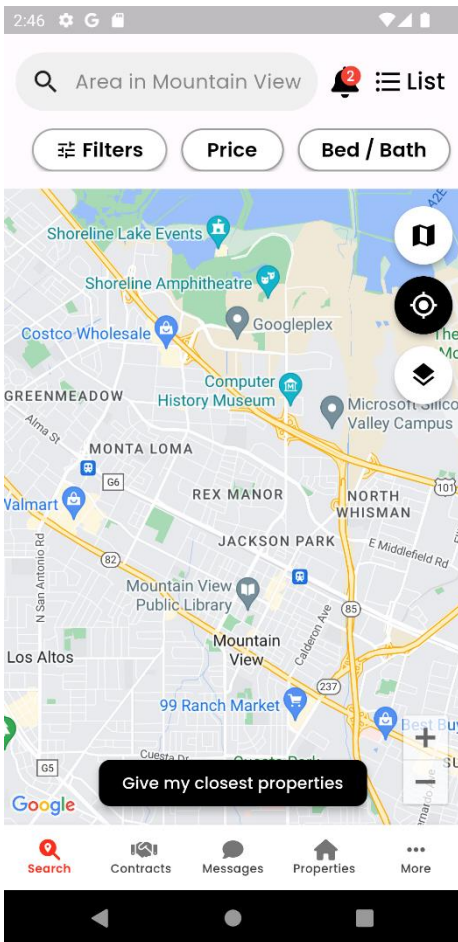 2:46 G
Area in Mountain View
2
List
Filters
Price
Bed / Bath
Shoreline Lake Events
Shoreline Amphitheatre
Googleplex
Costco Wholesale
The
Computer
History Museum
GREENMEADOW
Microsoft Silico
Valley Campus
Alma St
MONTA LOMA
G6
REX MANOR
NORTH
WHISMAN
101
Walmart
JACKSON PARK
E Middlefield Rd
82
N San Antonio Rd
Mountain View
Public Library
85
Calderon Ave
Mountain
View
Los Altos
237
99 Ranch Market
Best Buy
+
Cuesta Dr
Cuesta Park
G5
Give my closest properties
−
Google
Search
Contracts
Messages
Properties
More